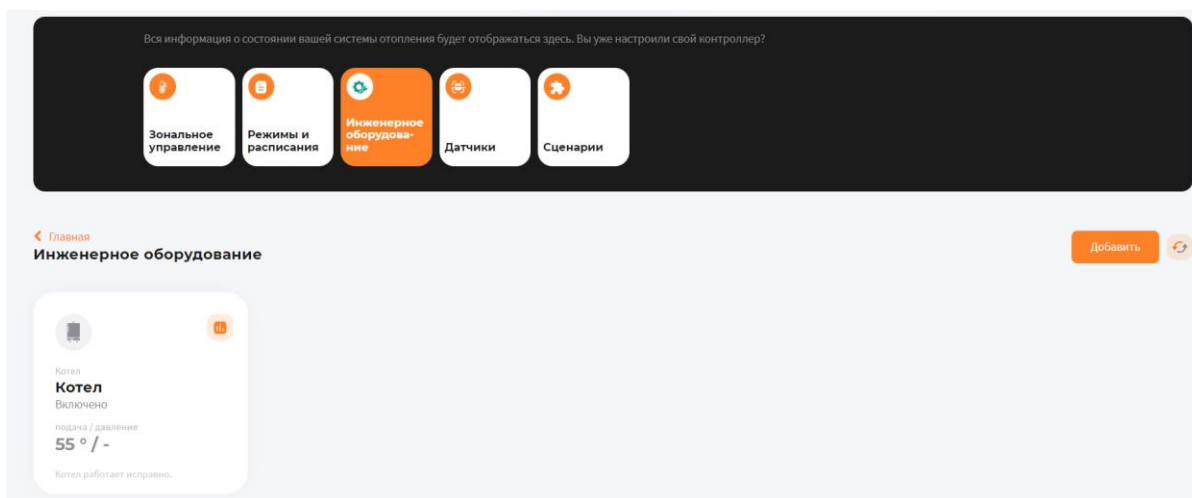 Вся информация о состоянии вашей системы отопления будет отображаться здесь. Вы уже настроили свой контроллер?
Зональное
управление
Режимы и
расписания
Инженерное
оборудова-
ние
Датчики
Сценарии
Главная
Инженерное оборудование
Добавить
Котел
Котел
Включено
подача / давление
55 ° / -
Котел работает исправно.